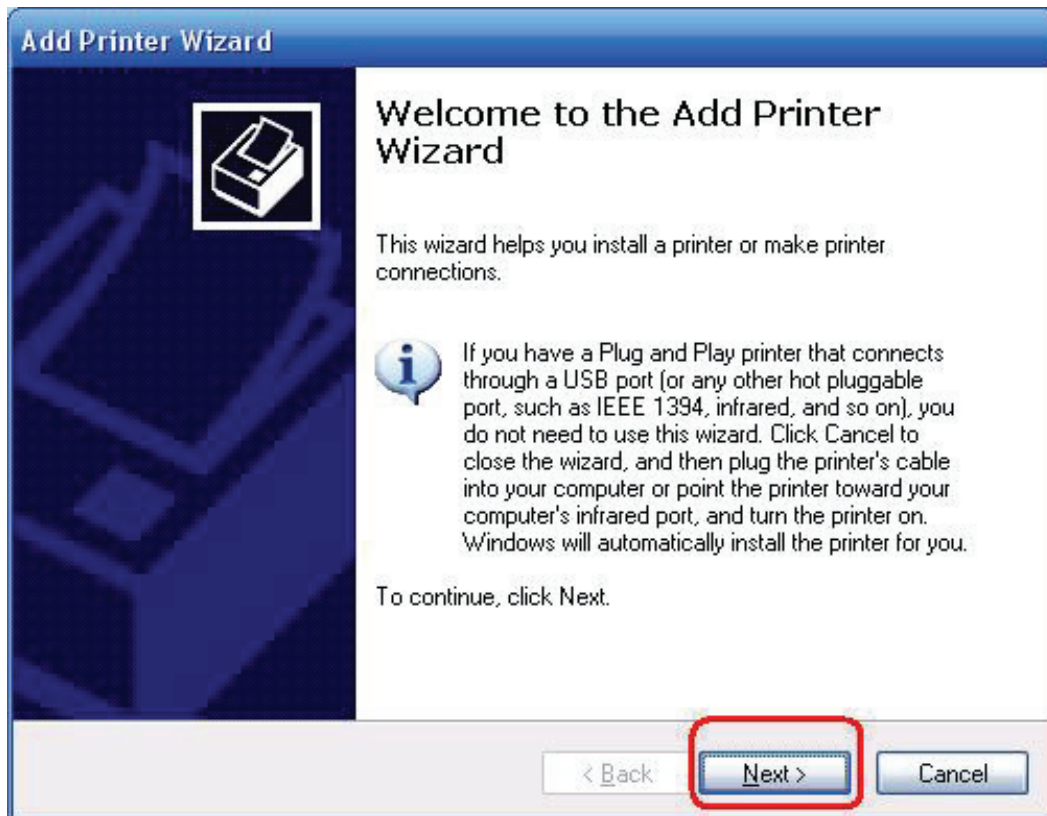 Add Printer Wizard
Welcome to the Add Printer
Wizard
This wizard helps you install a printer or make printer
connections.
If you have a Plug and Play printer that connects
through a USB port (or any other hot pluggable
port, such as IEEE 1394, infrared, and so on), you
do not need to use this wizard. Click Cancel to
close the wizard, and then plug the printer's cable
into your computer or point the printer toward your
computer's infrared port, and turn the printer on.
Windows will automatically install the printer for you.
To continue, click Next.
< Back Next > Cancel